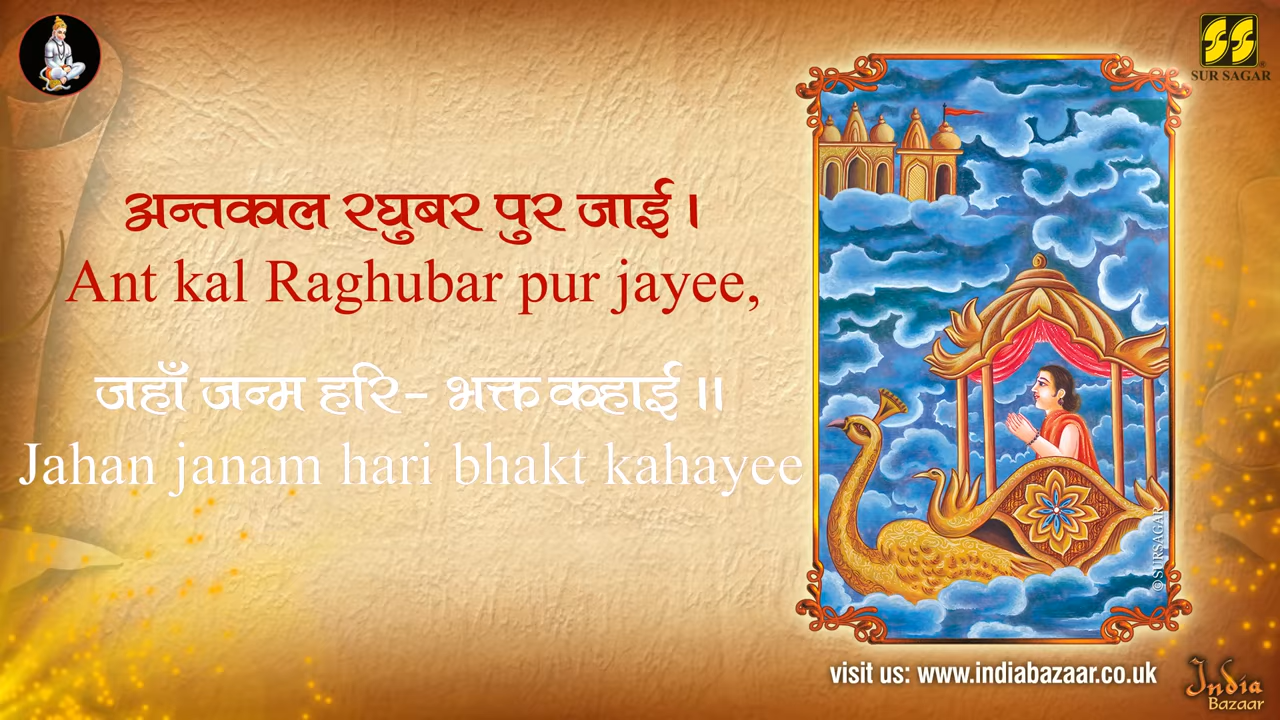 SUR SAGAR
अन्तकाल रघुबर पुर जाई ।
Ant kal Raghubar pur jayee,
जहाँ जन्म हरि- भक्त कहाई ।।
Jahan janam hari bhakt kahayee
©SURSAGAR
visit us: www.indiabazaar.co.uk
India
Bazaar